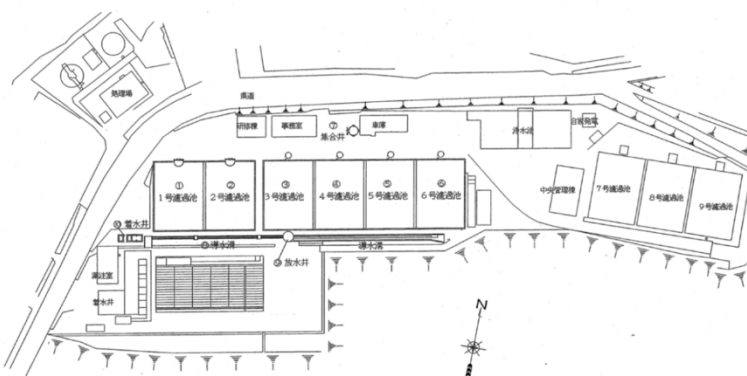 処理場
県道
研修棟
事務室
⑦
集合井
車庫
浄水池
自家発電
①
1号濾過池
②
2号濾過池
③
3号濾過池
④
4号濾過池
⑤
5号濾過池
⑥
6号濾過池
中央管理棟
7号濾過池
8号濾過池
9号濾過池
⑩着水井
⑧導水溝
⑨放水井
導水溝
薬注室
着水井
N